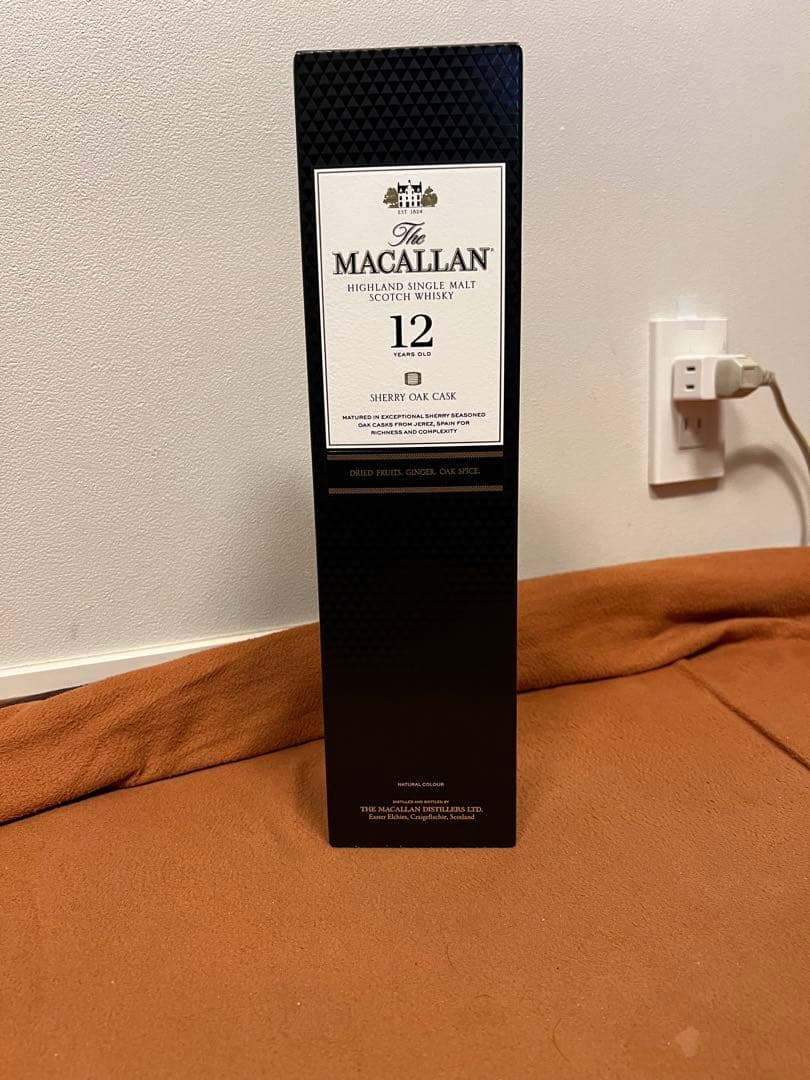 EST 1824
The
MACALLAN
HIGHLAND SINGLE MALT
SCOTCH WHISKY
12
YEARS OLD
SHERRY OAK CASK
MATURED IN EXCEPTIONAL SHERRY SEASONED
OAK CASKS FROM JEREZ, SPAIN FOR
RICHNESS AND COMPLEXITY
DRIED FRUITS. GINGER. OAK SPICE.
NATURAL COLOUR
DISTILLED AND BOTTLED BY
THE MACALLAN DISTILLERS LTD.
Easter Elchies, Craigellachie, Scotland